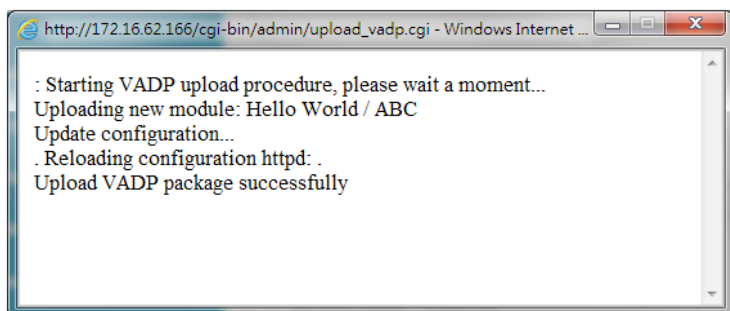 http://172.16.62.166/cgi-bin/admin/upload_vadp.cgi - Windows Internet ...
: Starting VADP upload procedure, please wait a moment...
Uploading new module: Hello World / ABC
Update configuration...
. Reloading configuration httpd: .
Upload VADP package successfully